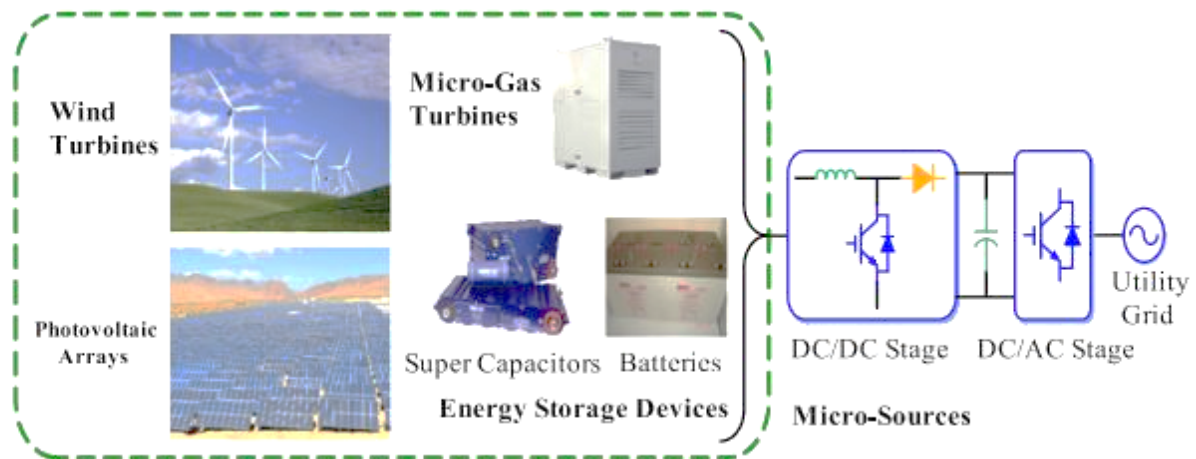 Wind
Turbines
Micro-Gas
Turbines
Photovoltaic
Arrays
Super Capacitors
Batteries
Energy Storage Devices
DC/DC Stage
DC/AC Stage
Utility
Grid
Micro-Sources